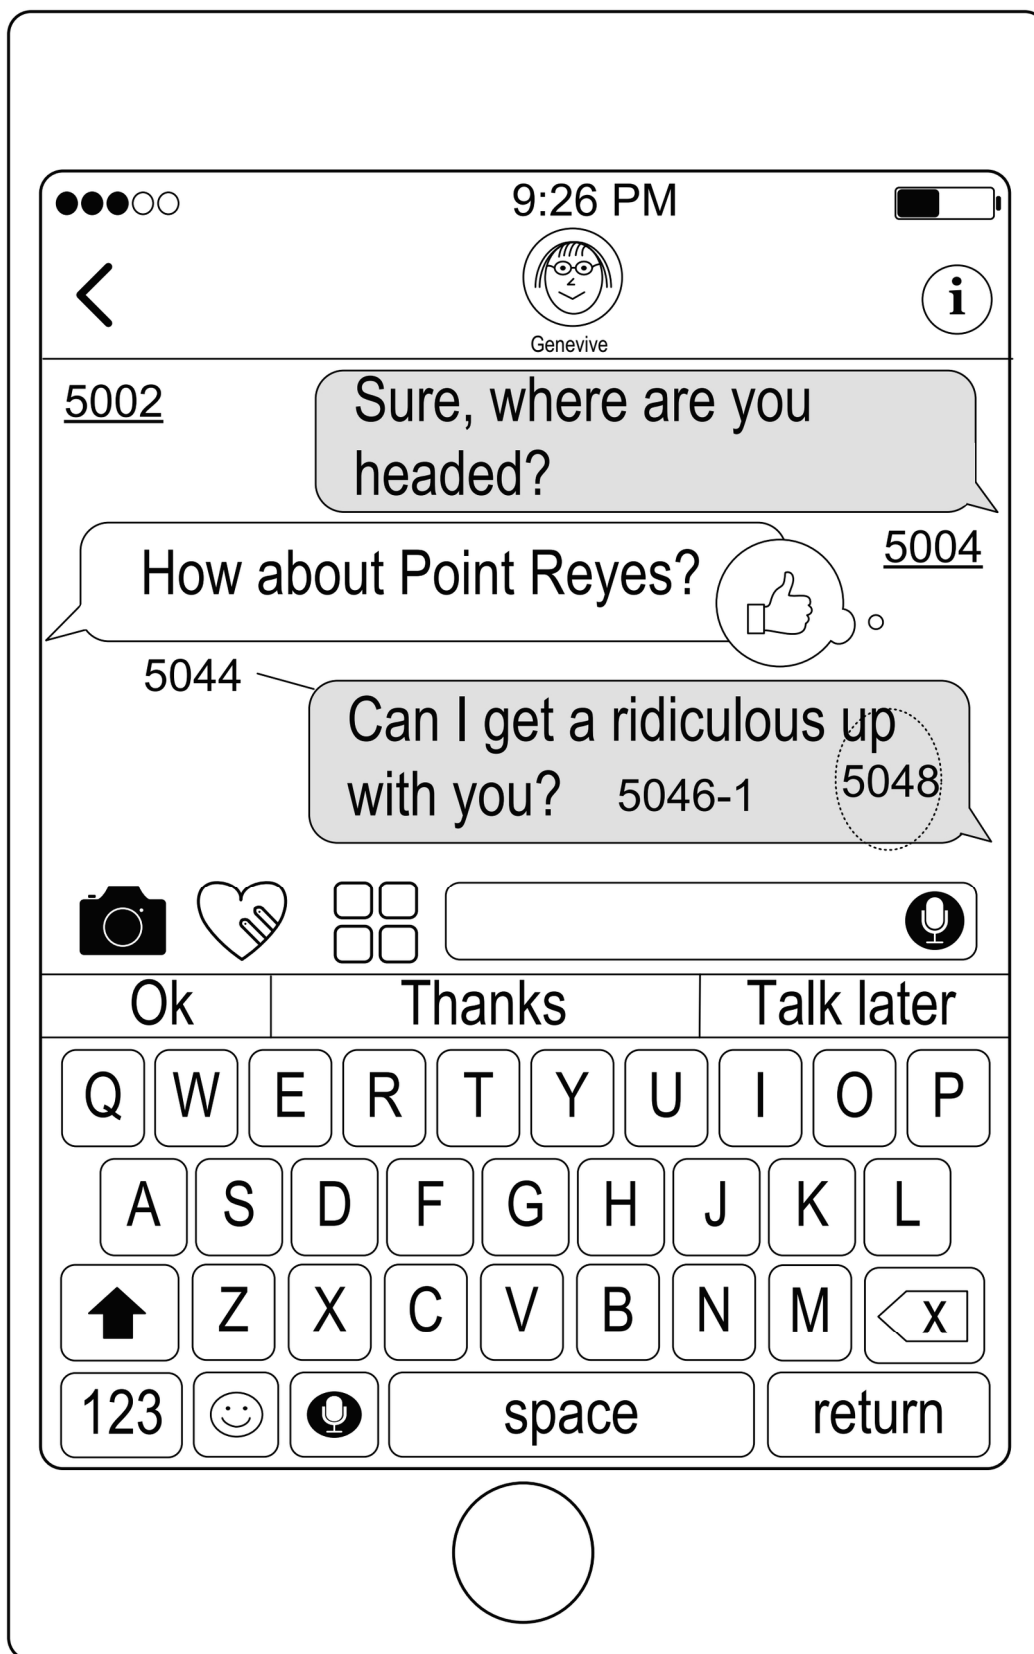 9:26 PM
i
Genevive
5002
Sure, where are you
headed?
How about Point Reyes?
5004
5044
Can I get a ridiculous up
with you? 5046-1 5048
Ok Thanks Talk later
Q W E R T Y U I O P
A S D F G H J K L
Z X C V B N M X
123 space return